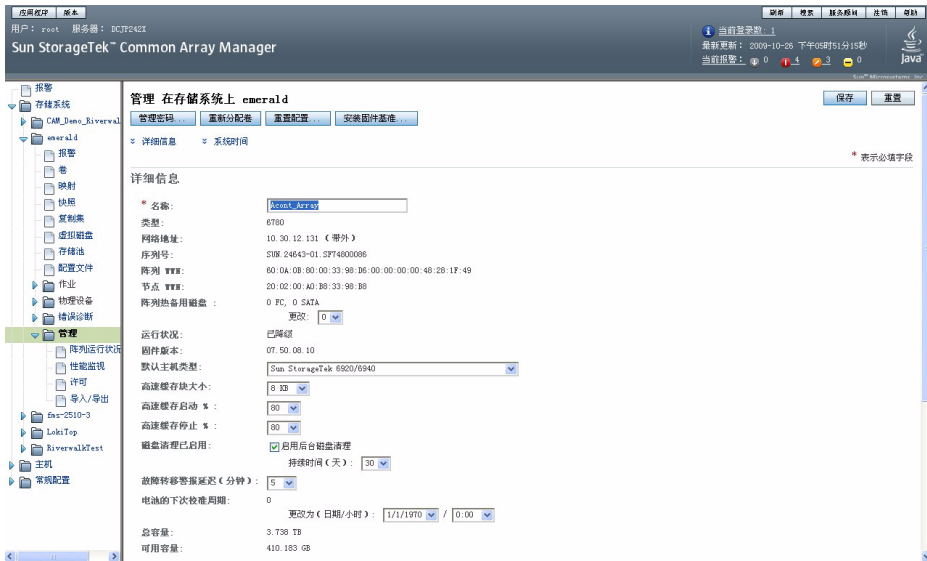 应用程序 版本
刷新 搜索 服务顾问 注销 帮助
用户: root 服务器: DCJP242X
Sun StorageTek™ Common Array Manager
当前登录数: 1
最新更新: 2009-10-26 下午05时51分15秒
当前报警: 0 4 3 0
Java™
Sun™ Microsystems, Inc.
报警
存储系统
CAM_Demo_Riverwal
emerald
报警
卷
映射
快照
复制集
虚拟磁盘
存储池
配置文件
作业
物理设备
错误诊断
管理
阵列运行状况
性能监视
许可
导入/导出
fms-2510-3
LokiTop
RiverwalkTest
主机
常规配置
管理 在存储系统上 emerald
保存 重置
管理密码... 重新分配卷 重置配置... 安装固件基准...
详细信息 系统时间
* 表示必填字段
详细信息
* 名称: Acont_Array
类型: 6780
网络地址: 10.30.12.131 (带外)
序列号: SUN.24643-01.SP74800086
阵列 WWN: 60:0A:0B:80:00:33:98:D6:00:00:00:00:48:28:1F:49
节点 WWN: 20:02:00:A0:B8:33:98:B8
阵列热备用磁盘 : 0 FC, 0 SATA
更改: 0
运行状况: 已降级
固件版本: 07.50.08.10
默认主机类型: Sun StorageTek 6920/6940
高速缓存块大小: 8 KB
高速缓存启动 % : 80
高速缓存停止 % : 80
磁盘清理已启用: 启用后台磁盘清理
持续时间(天): 30
故障转移警报延迟(分钟): 5
电池的下次校准周期: 0
更改为(日期/小时): 1/1/1970 / 0:00
总容量: 3.738 TB
可用容量: 410.183 GB